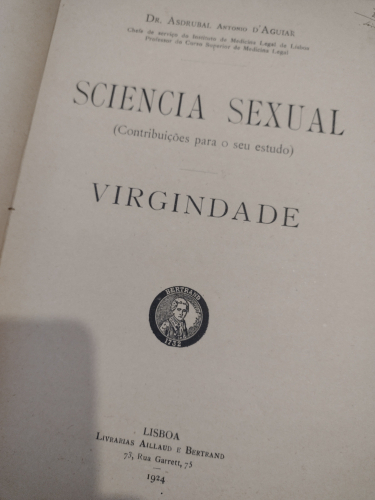 Dr. Asdrubal Antonio d'Aguiar
Chefe de serviço do Instituto de Medicina Legal de Lisboa
Professor do Curso Superior de Medicina Legal
SCIENCIA SEXUAL
(Contribuições para o seu estudo)
VIRGINDADE
BERTRAND
1732
LISBOA
Livrarias Aillaud e Bertrand
73, Rua Garrett, 75
1924